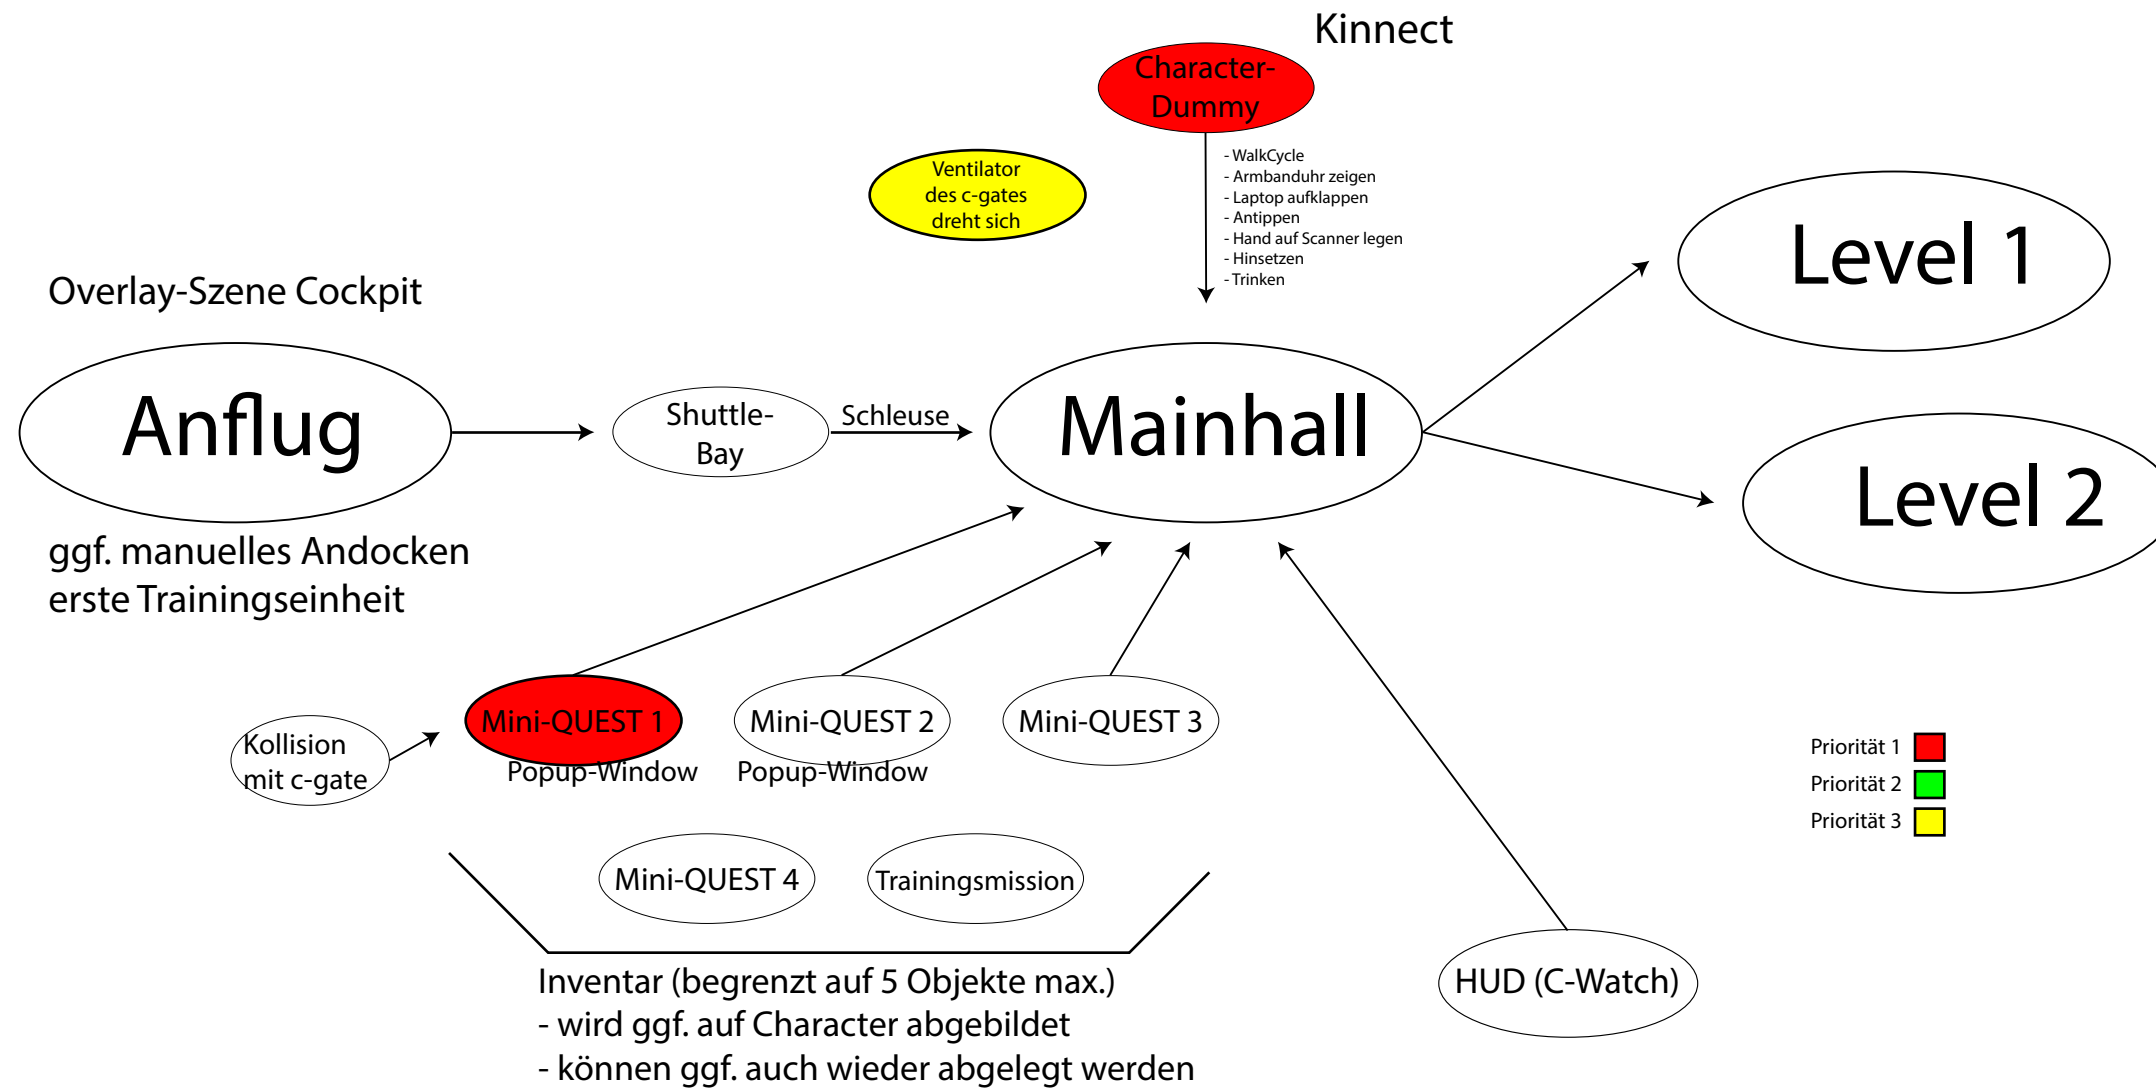 Kinnect
Character-
Dummy
Ventilator
des c-gates
dreht sich
- WalkCycle
- Armbanduhr zeigen
- Laptop aufklappen
- Antippen
- Hand auf Scanner legen
- Hinsetzen
- Trinken
Overlay-Szene Cockpit
Anflug
ggf. manuelles Andocken
erste Trainingseinheit
Shuttle-
Bay
Schleuse
Mainhall
Level 1
Level 2
Kollision
mit c-gate
Mini-QUEST 1
Popup-Window
Mini-QUEST 2
Popup-Window
Mini-QUEST 3
Mini-QUEST 4
Trainingsmission
Inventar (begrenzt auf 5 Objekte max.)
- wird ggf. auf Character abgebildet
- können ggf. auch wieder abgelegt werden
HUD (C-Watch)
Priorität 1
Priorität 2
Priorität 3